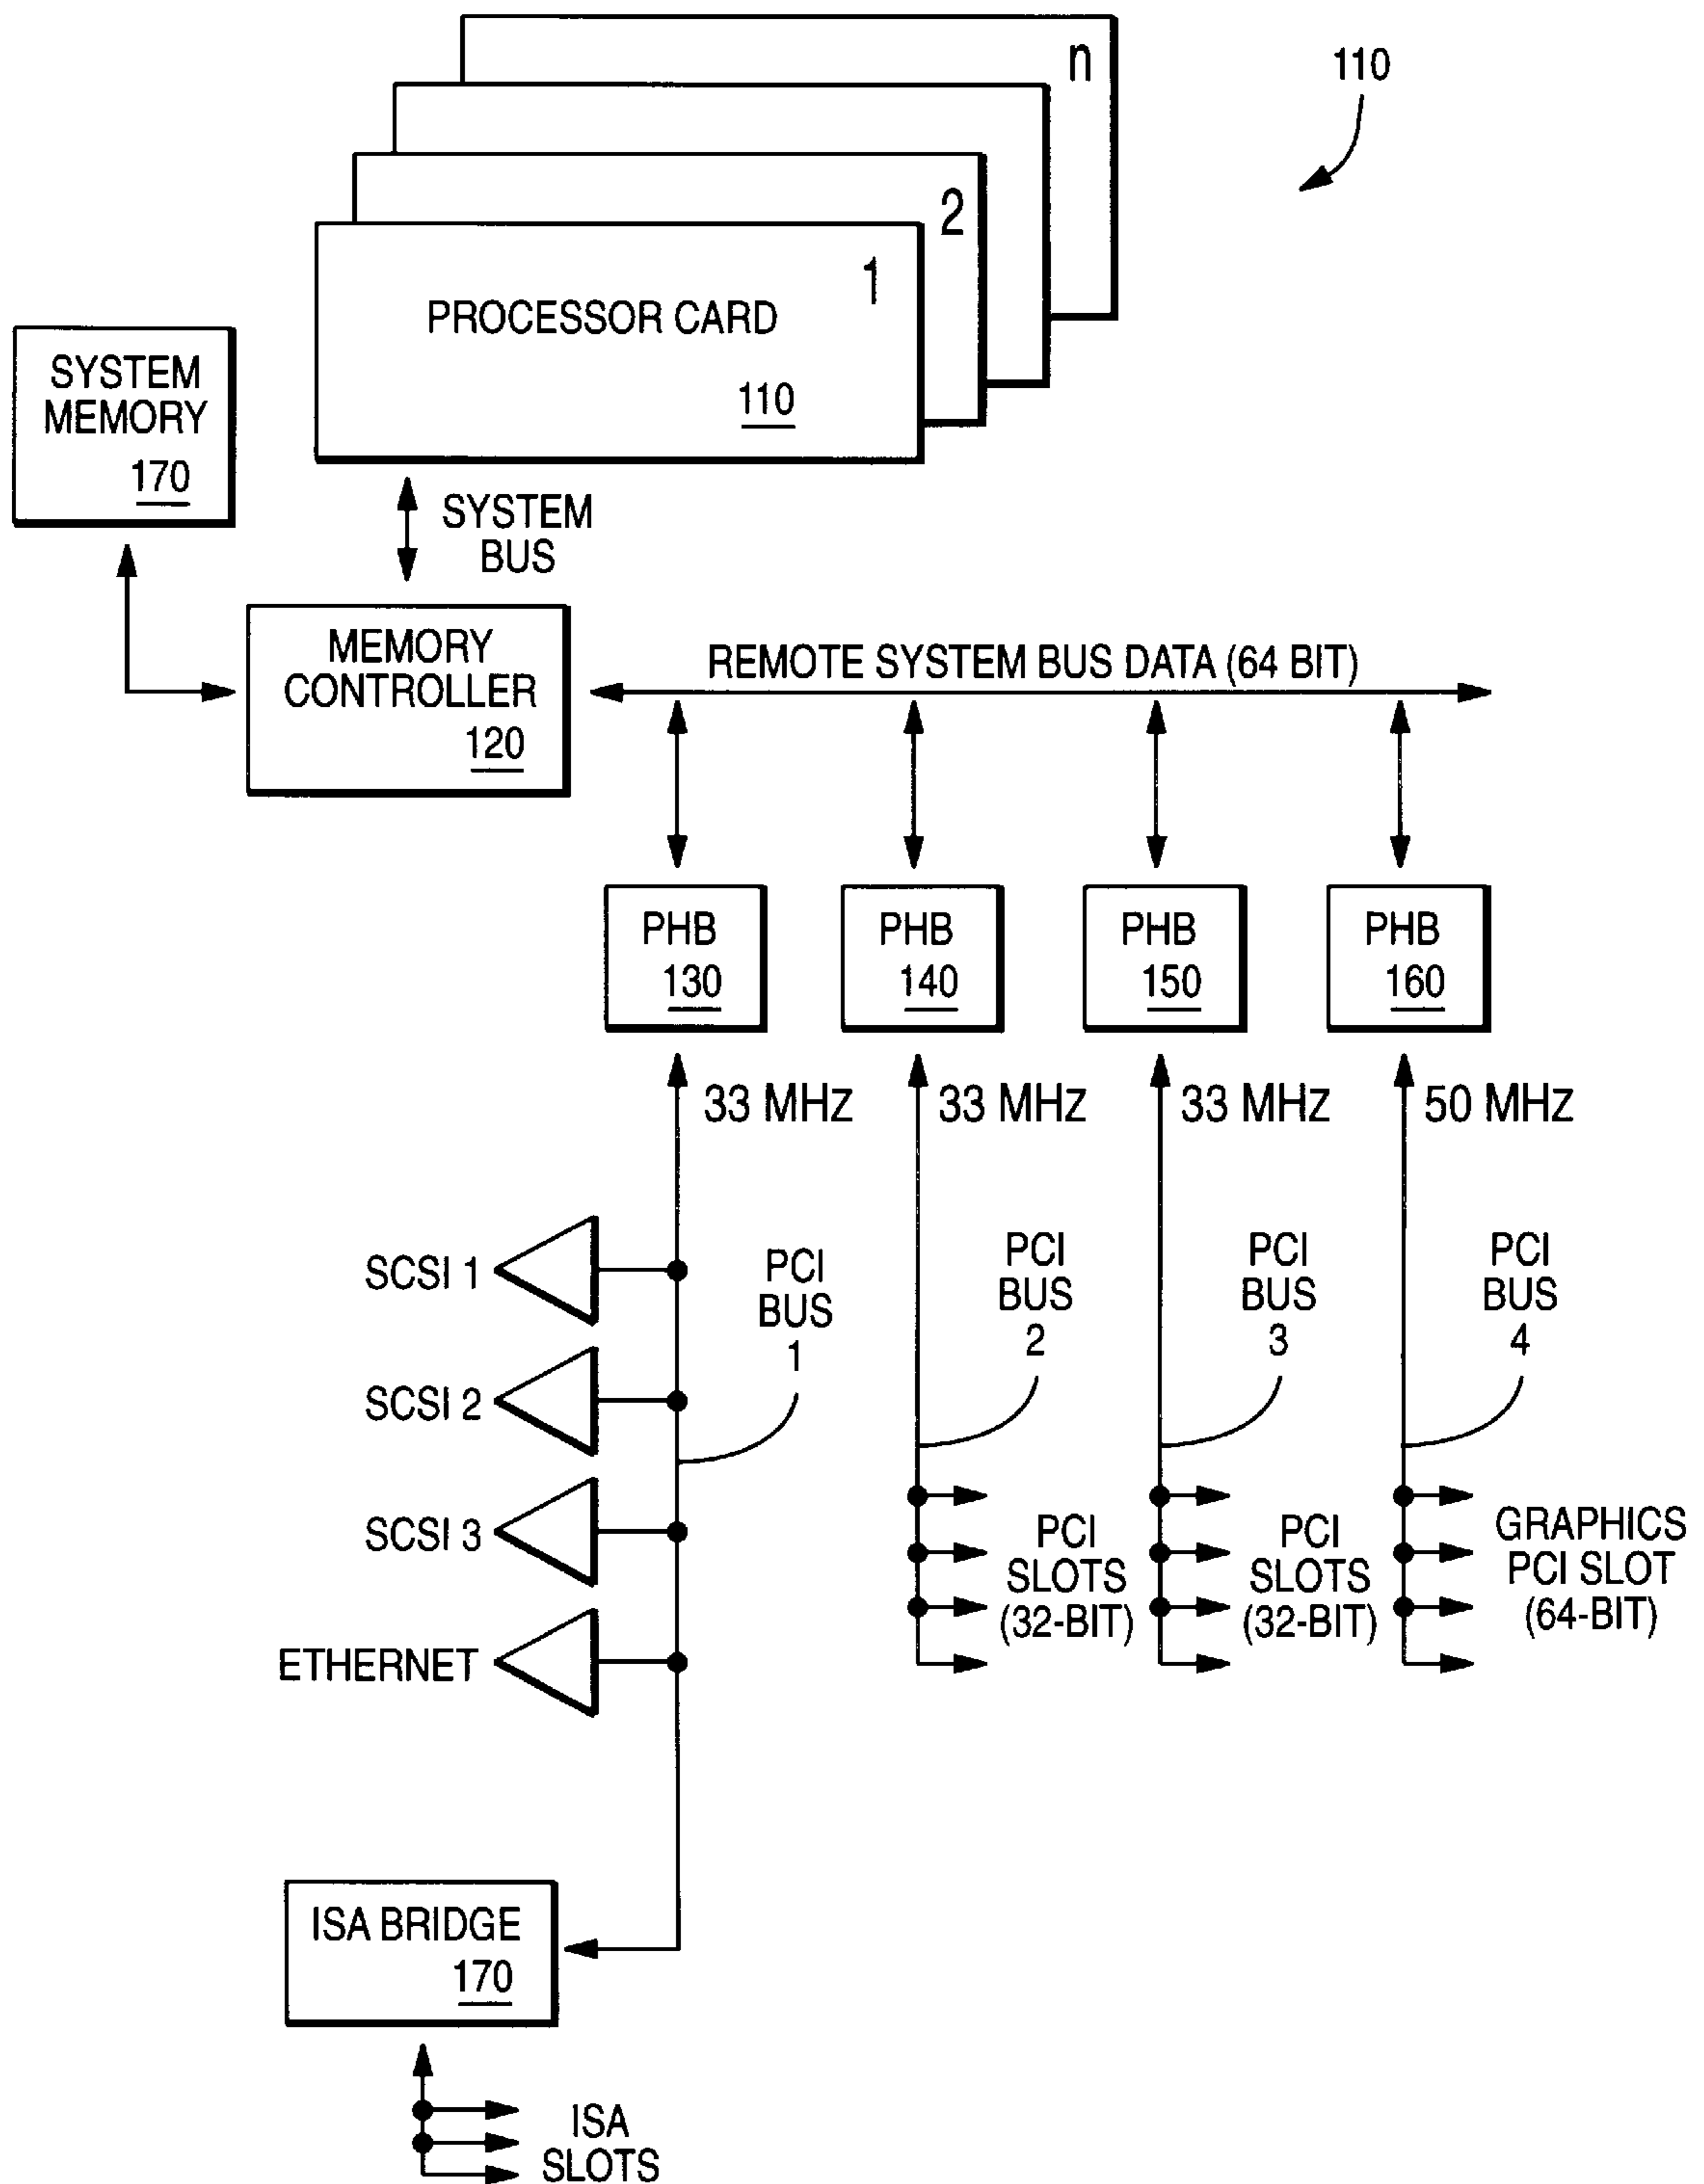 n
110
2
1
PROCESSOR CARD
110
SYSTEM
MEMORY
170
SYSTEM
BUS
MEMORY
CONTROLLER
120
REMOTE SYSTEM BUS DATA (64 BIT)
PHB
130
PHB
140
PHB
150
PHB
160
33 MHz
33 MHz
33 MHz
50 MHz
SCSI 1
SCSI 2
SCSI 3
ETHERNET
PCI
BUS
1
PCI
BUS
2
PCI
BUS
3
PCI
BUS
4
PCI
SLOTS
(32-BIT)
PCI
SLOTS
(32-BIT)
GRAPHICS
PCI SLOT
(64-BIT)
ISA BRIDGE
170
ISA
SLOTS